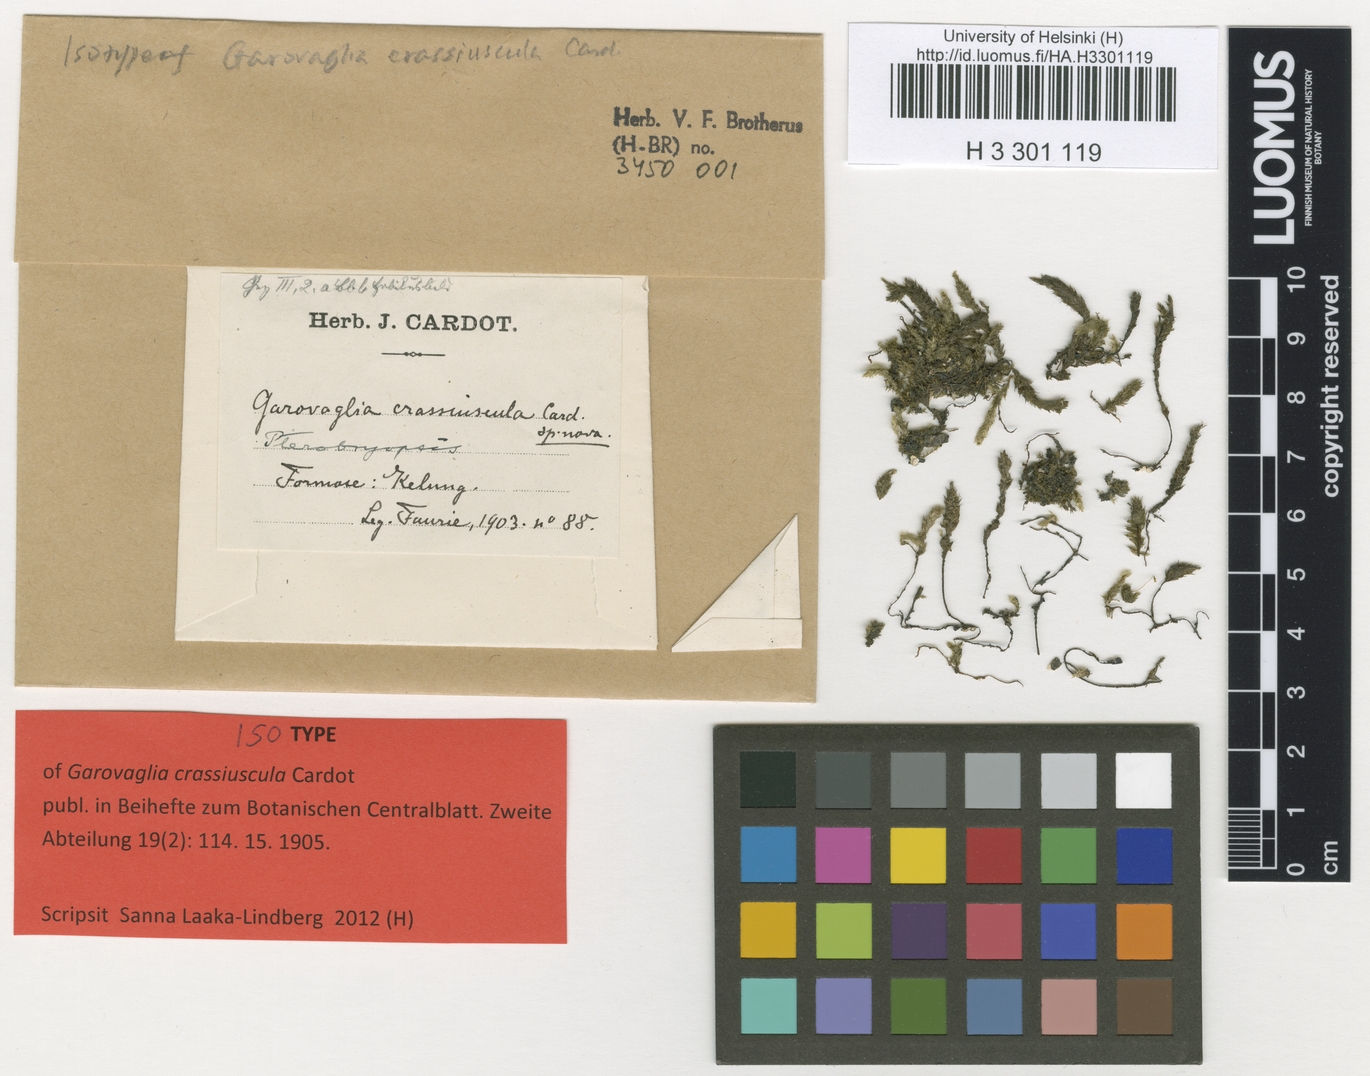 Isotype of Garovaglia crassiuscula Card.
Herb. V. F. Brotherus
(H-BR) no.
3450 001
University of Helsinki (H)
http://id.luomus.fi/HA.H3301119
H 3 301 119
LUOMUS
FINNISH MUSEUM OF NATURAL HISTORY
BOTANY
III, 2, a
Herb. J. CARDOT.
Garovaglia crassiuscula Card.
sp. nova.
Pterobryopsis
Formose: Kelung.
Leg. Faurie, 1903. nº 88.
150 TYPE
of Garovaglia crassiuscula Cardot
publ. in Beihefte zum Botanischen Centralblatt. Zweite
Abteilung 19(2): 114. 15. 1905.
Scripsit Sanna Laaka-Lindberg 2012 (H)
10
9
8
7
6
5
4
3
2
1
0
cm
copyright reserved